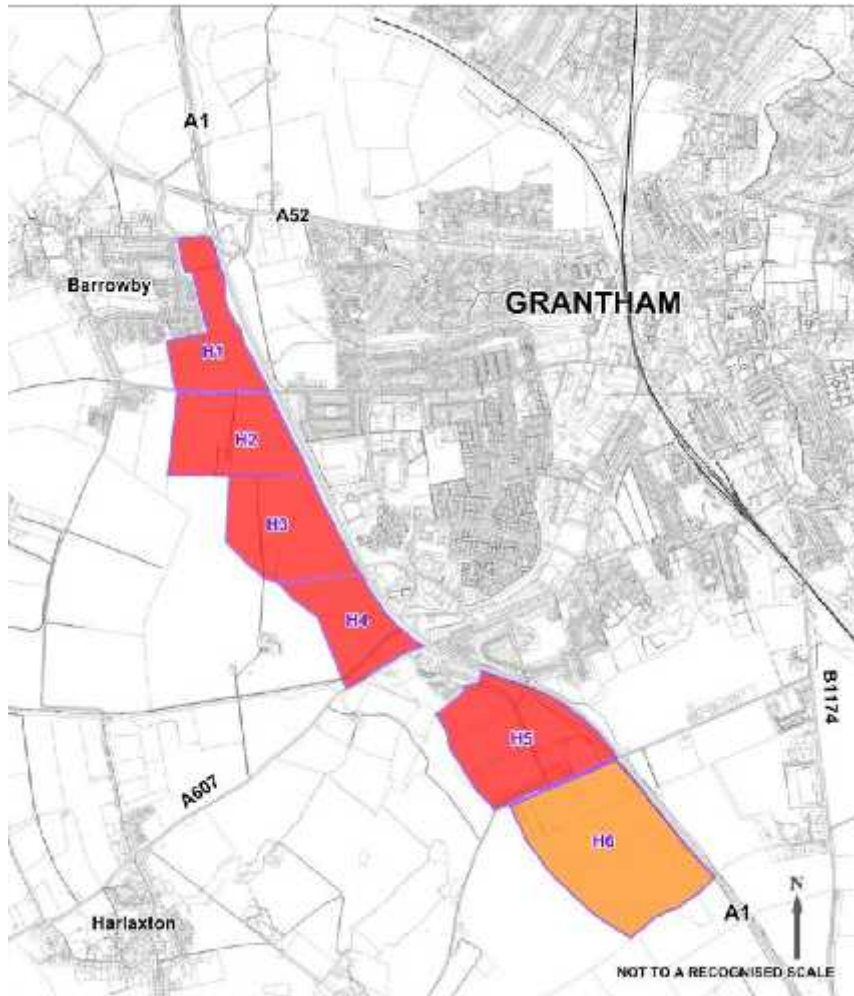 A1
A52
Barrowby
GRANTHAM
H1
H2
H3
H4
B1174
H5
A607
H6
N
A1
Harlaxton
NOT TO A RECOGNISED SCALE